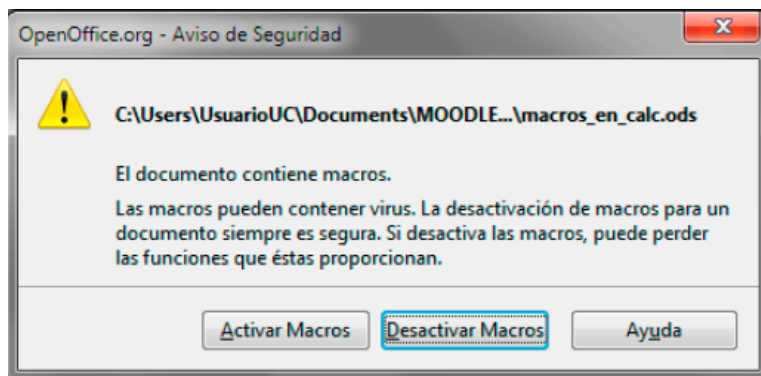 OpenOffice.org - Aviso de Seguridad
C:\Users\UsuarioUC\Documents\MOODLE...\macros_en_calc.ods
El documento contiene macros.
Las macros pueden contener virus. La desactivación de macros para un
documento siempre es segura. Si desactiva las macros, puede perder
las funciones que éstas proporcionan.
Activar Macros Desactivar Macros Ayuda